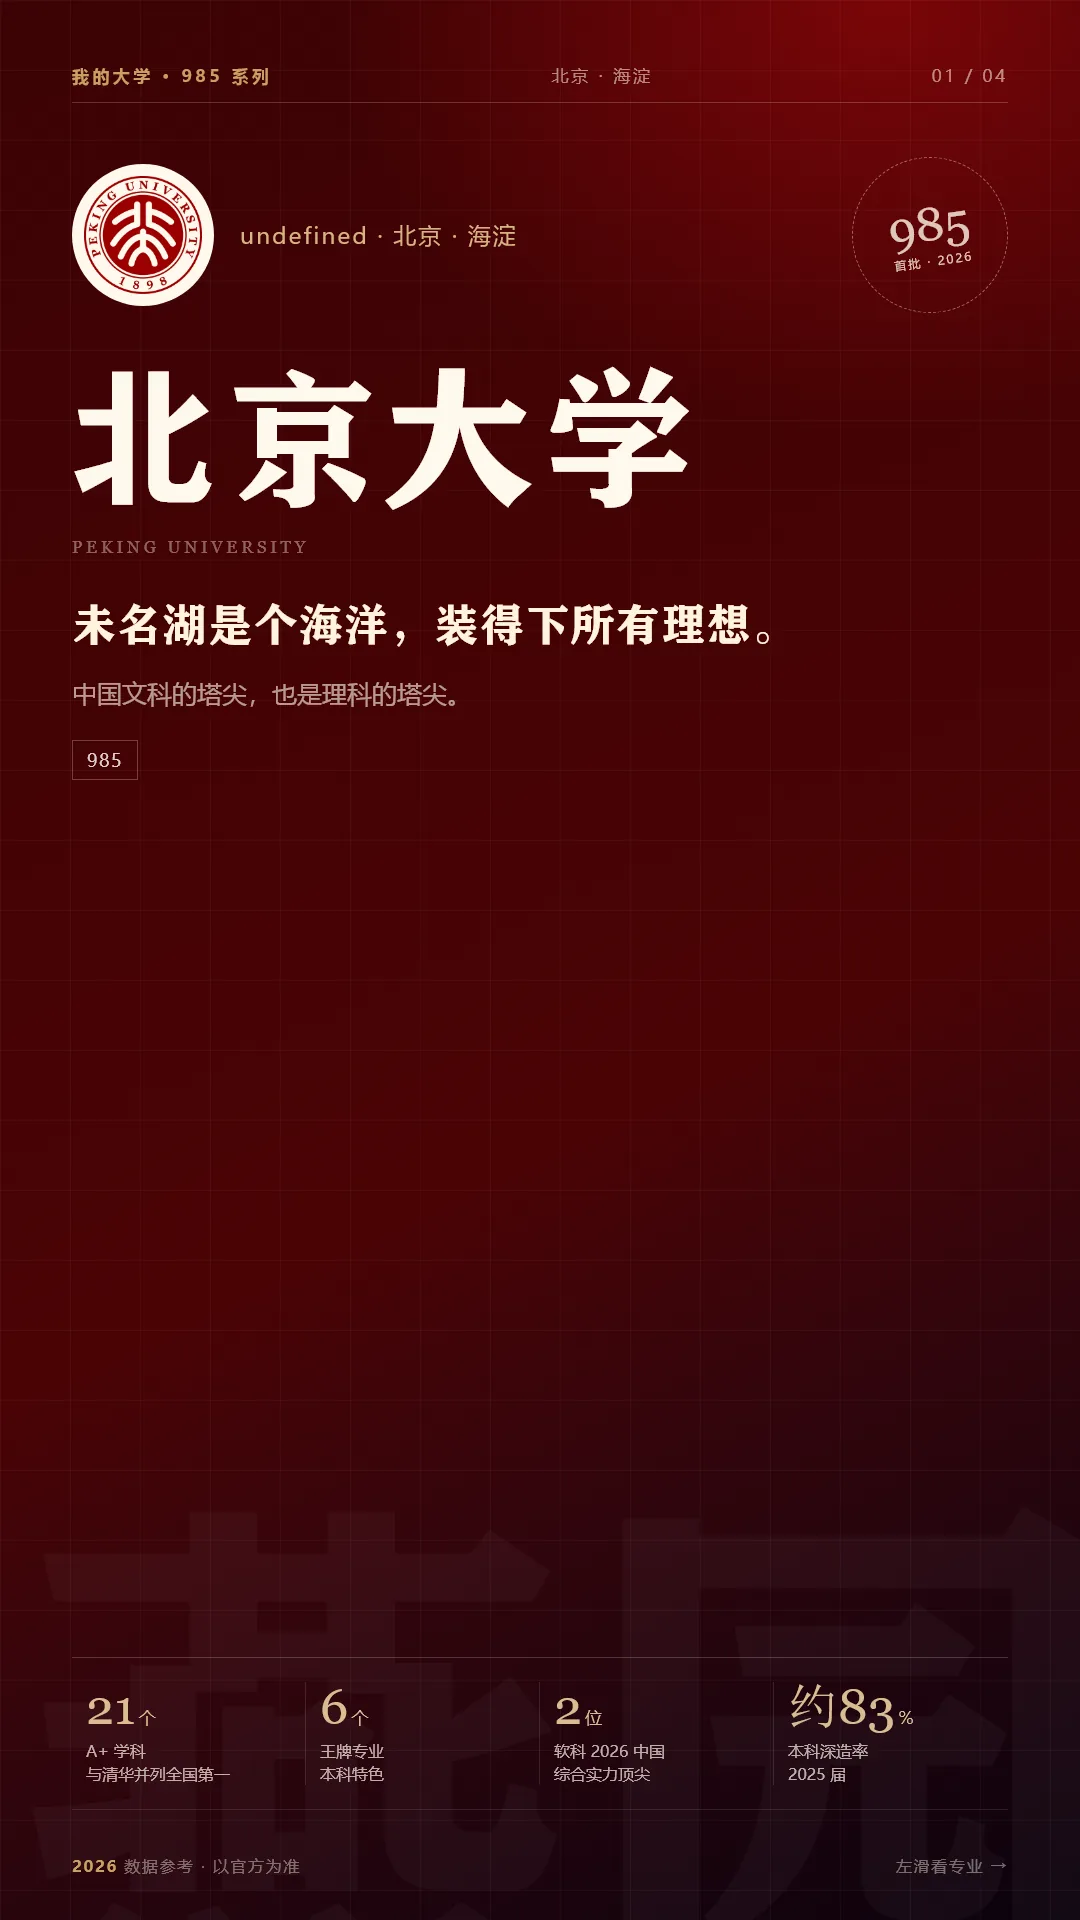 我的大学 · 985 系列
北京 · 海淀
01 / 04
PEKING UNIVERSITY
1898
undefined · 北京 · 海淀
985
首批 · 2026
北京大学
PEKING UNIVERSITY
未名湖是个海洋，装得下所有理想。
中国文科的塔尖，也是理科的塔尖。
985
燕园
21个
A+ 学科
与清华并列全国第一
6个
王牌专业
本科特色
2位
软科 2026 中国
综合实力顶尖
约83%
本科深造率
2025 届
2026 数据参考 · 以官方为准
左滑看专业 →